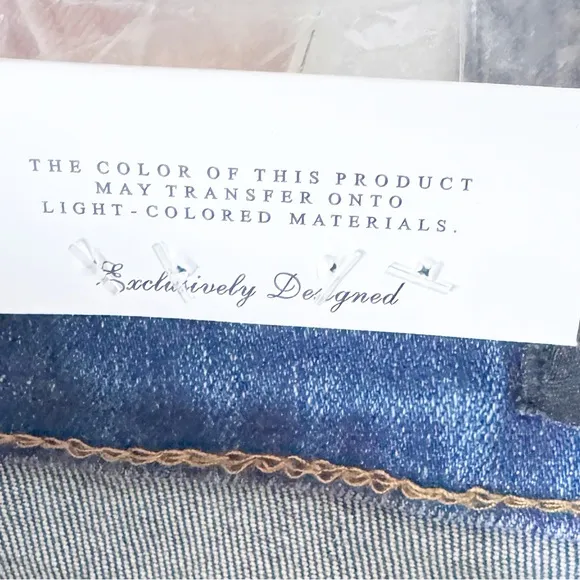 THE COLOR OF THIS PRODUCT
MAY TRANSFER ONTO
LIGHT-COLORED MATERIALS.
Exclusively Designed